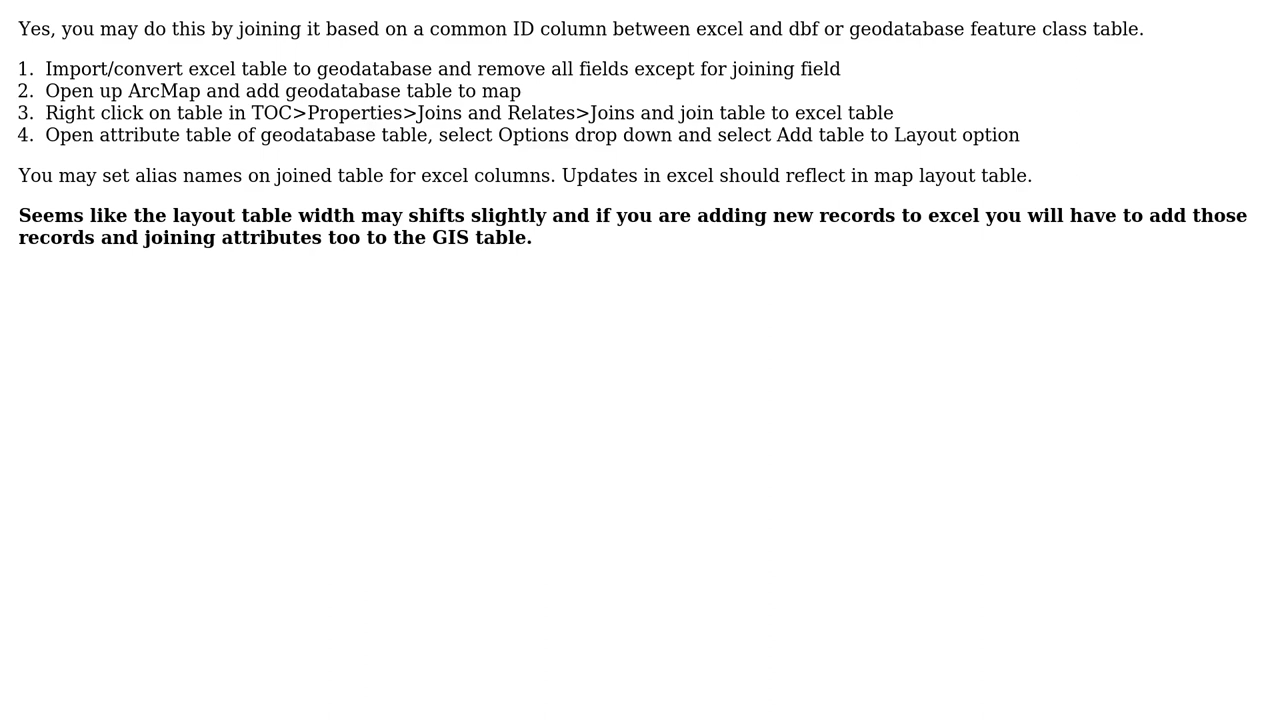 Yes, you may do this by joining it based on a common ID column between excel and dbf or geodatabase feature class table.
1. Import/convert excel table to geodatabase and remove all fields except for joining field
2. Open up ArcMap and add geodatabase table to map
3. Right click on table in TOC>Properties>Joins and Relates>Joins and join table to excel table
4. Open attribute table of geodatabase table, select Options drop down and select Add table to Layout option
You may set alias names on joined table for excel columns. Updates in excel should reflect in map layout table.
Seems like the layout table width may shifts slightly and if you are adding new records to excel you will have to add those
records and joining attributes too to the GIS table.